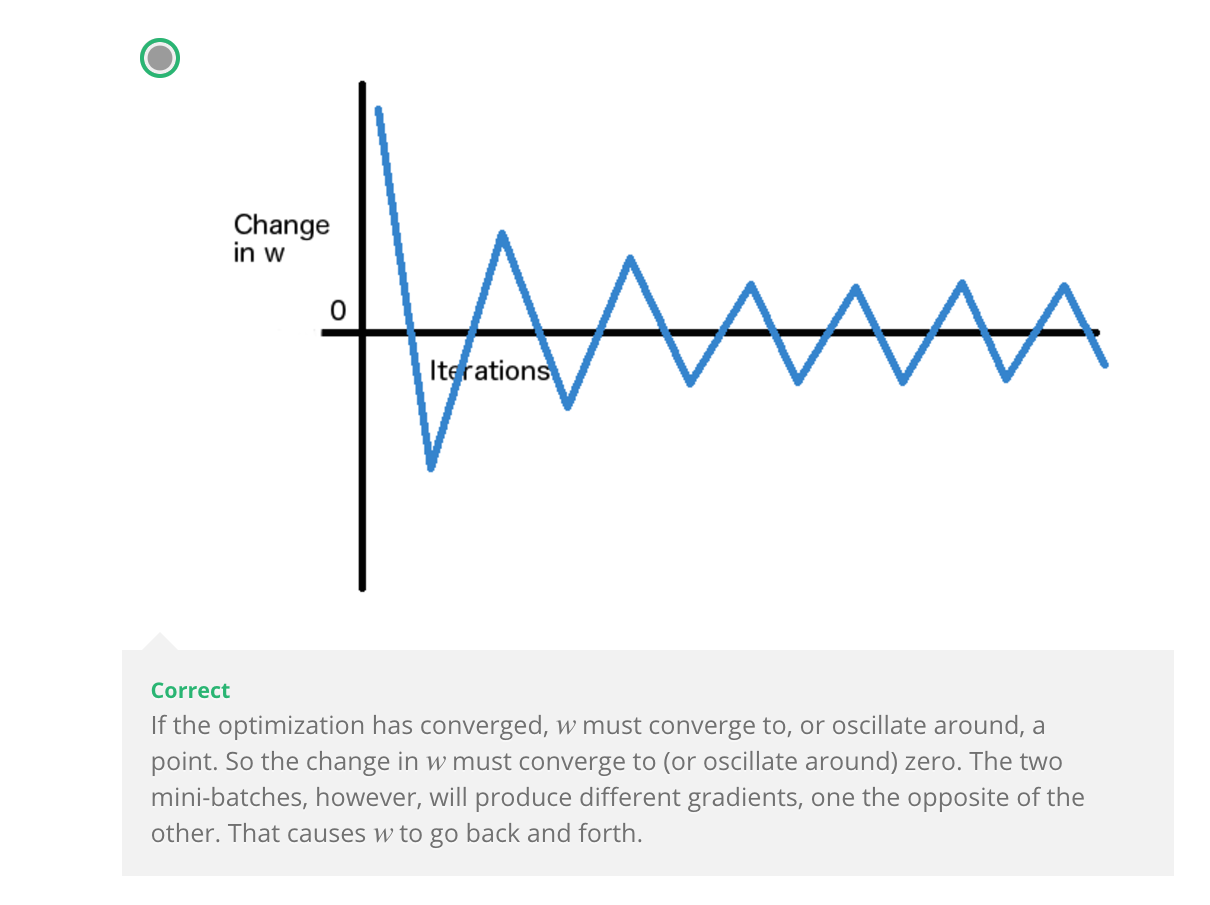 Change
in w
0
Iterations
Correct
If the optimization has converged, w must converge to, or oscillate around, a
point. So the change in w must converge to (or oscillate around) zero. The two
mini-batches, however, will produce different gradients, one the opposite of the
other. That causes w to go back and forth.